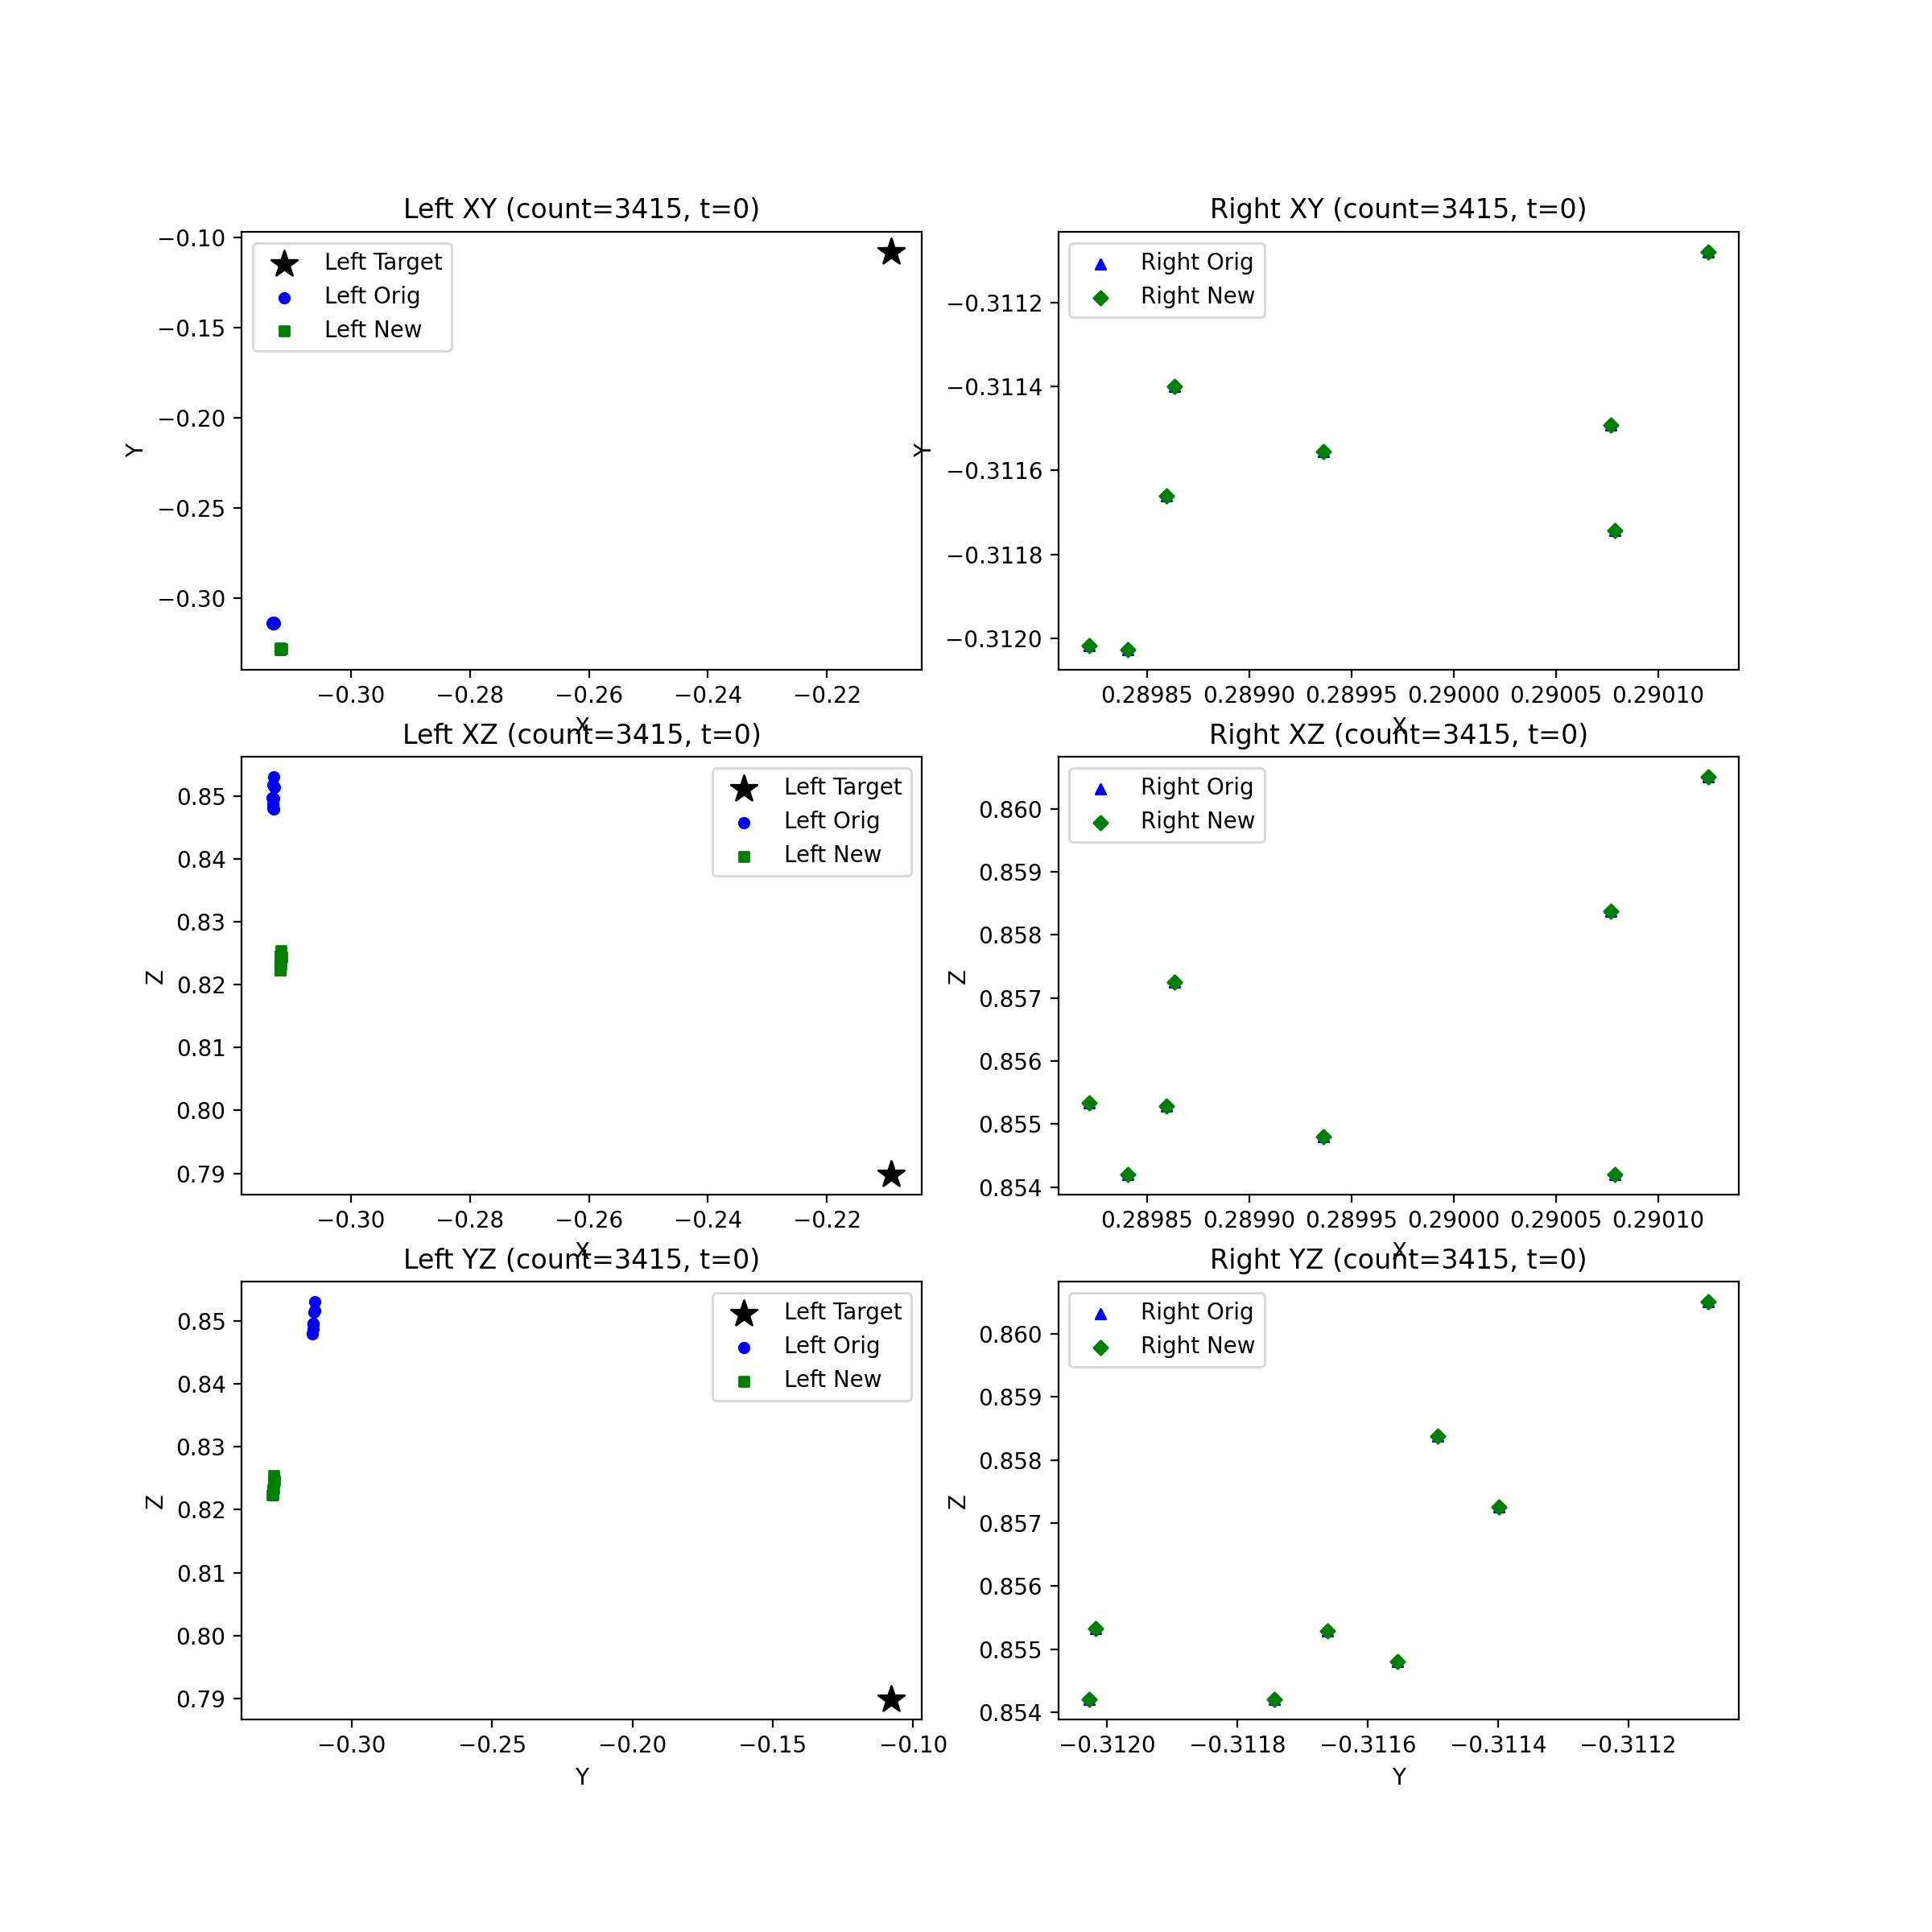 Left XY (count=3415, t=0)
−0.10
−0.15
−0.20
−0.25
−0.30
Y
Left Target
Left Orig
Left New
−0.30
−0.28
−0.26
−0.24
−0.22
X
Right XY (count=3415, t=0)
−0.3112
−0.3114
−0.3116
−0.3118
−0.3120
Y
Right Orig
Right New
0.28985
0.28990
0.28995
0.29000
0.29005
0.29010
X
Left XZ (count=3415, t=0)
0.85
0.84
0.83
0.82
0.81
0.80
0.79
Z
Left Target
Left Orig
Left New
−0.30
−0.28
−0.26
−0.24
−0.22
X
Right XZ (count=3415, t=0)
0.860
0.859
0.858
0.857
0.856
0.855
0.854
Z
Right Orig
Right New
0.28985
0.28990
0.28995
0.29000
0.29005
0.29010
X
Left YZ (count=3415, t=0)
0.85
0.84
0.83
0.82
0.81
0.80
0.79
Z
Left Target
Left Orig
Left New
−0.30
−0.25
−0.20
−0.15
−0.10
Y
Right YZ (count=3415, t=0)
0.860
0.859
0.858
0.857
0.856
0.855
0.854
Z
Right Orig
Right New
−0.3120
−0.3118
−0.3116
−0.3114
−0.3112
Y